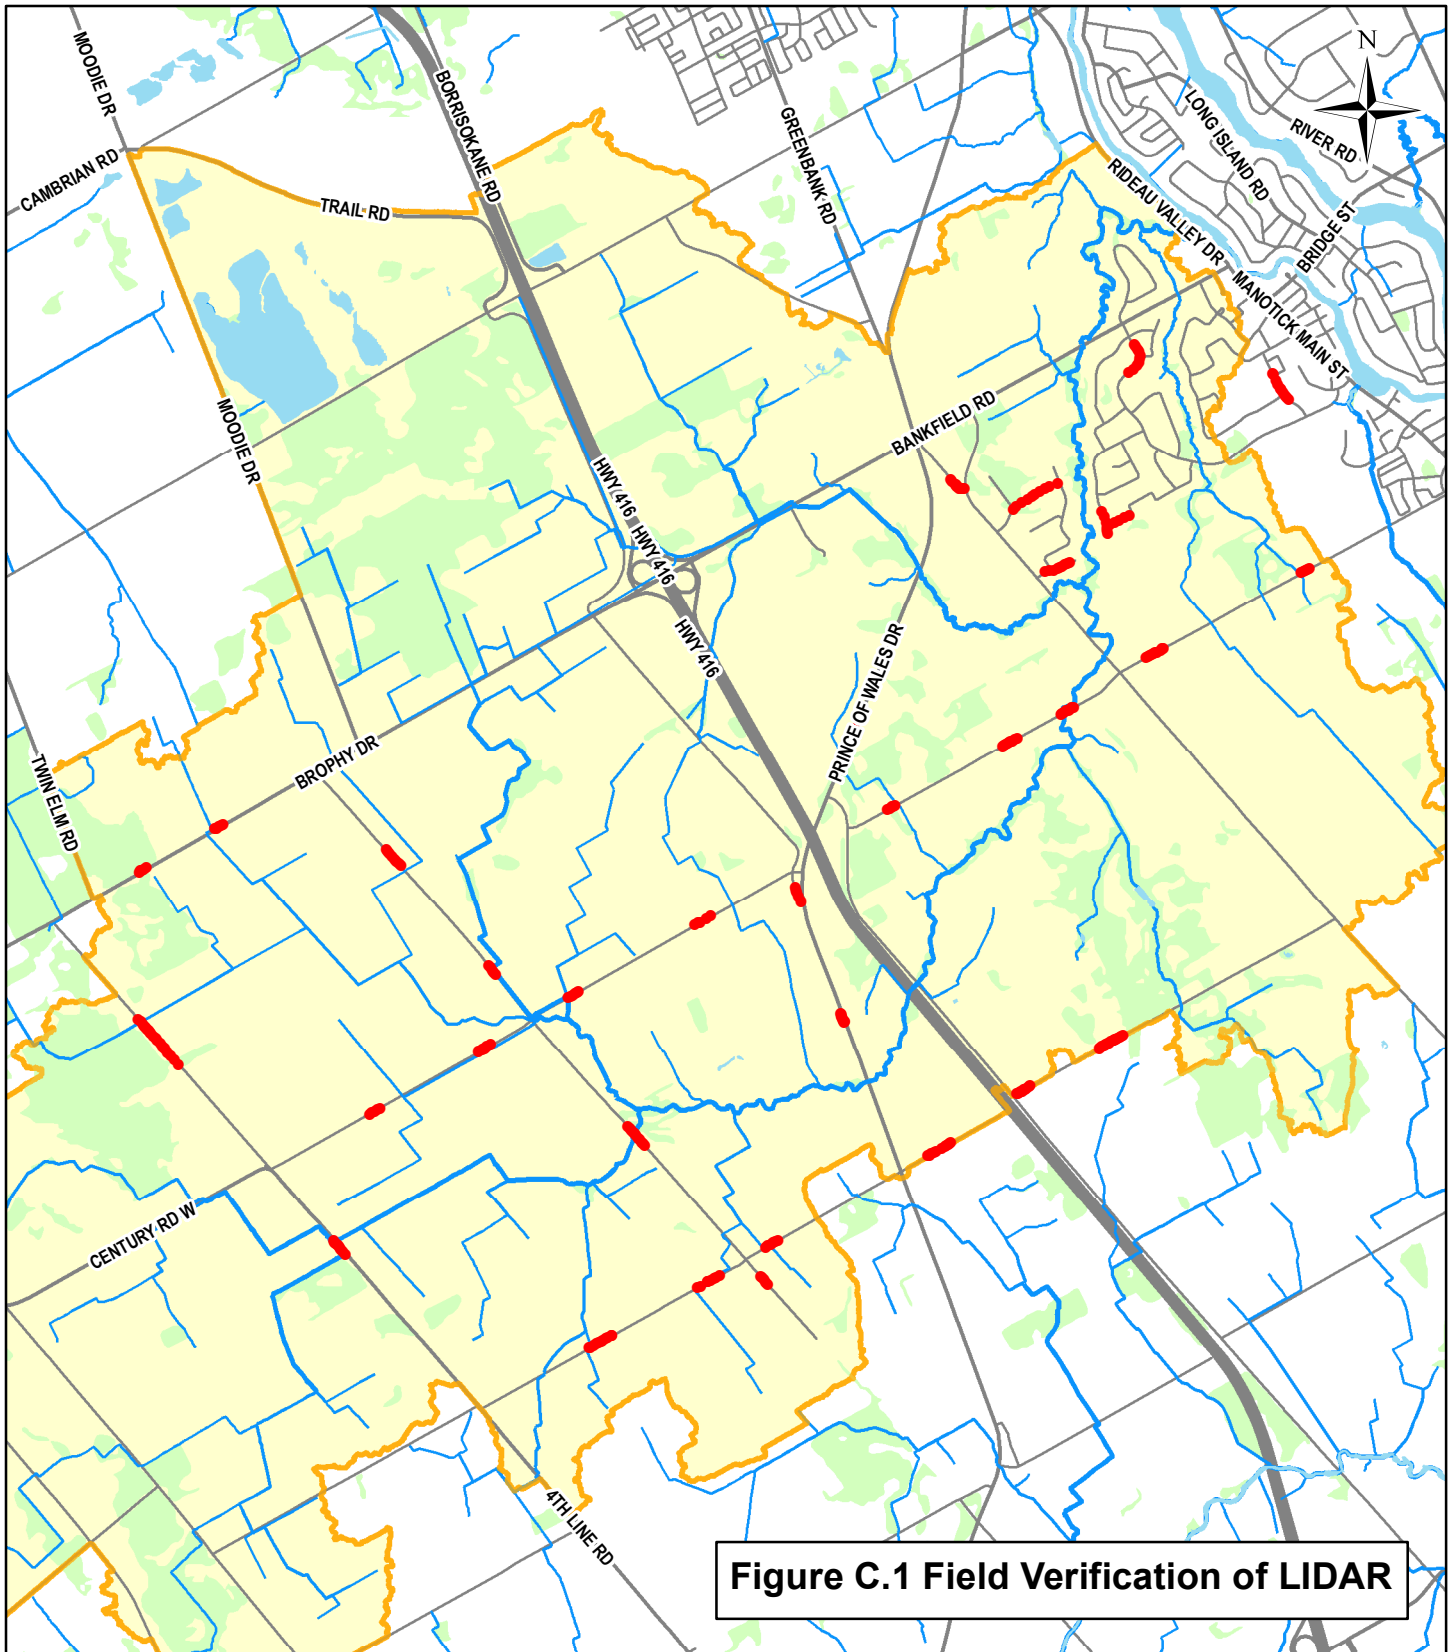 MOODIE DR
BORRISOKANE RD
GREENBANK RD
N
LONG ISLAND RD
RIVER RD
CAMBRIAN RD
TRAIL RD
RIDEAU VALLEY DR
BRIDGE ST
MANOTICK MAIN ST
MOODIE DR
BANKFIELD RD
HWY 416
HWY 416
HWY 416
PRINCE OF WALES DR
BROPHY DR
TWIN ELM RD
CENTURY RD W
4TH LINE RD
Figure C.1 Field Verification of LIDAR